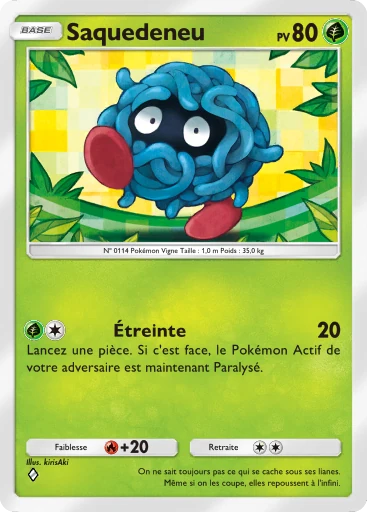 BASE Saquedeneu PV 80
N° 0114 Pokémon Vigne Taille : 1,0 m Poids : 35,0 kg
Étreinte 20
Lancez une pièce. Si c'est face, le Pokémon Actif de
votre adversaire est maintenant Paralysé.
Faiblesse +20 Retraite
Illus. kirisAki
On ne sait toujours pas ce qui se cache sous ses lianes.
Même si on les coupe, elles repoussent à l'infini.